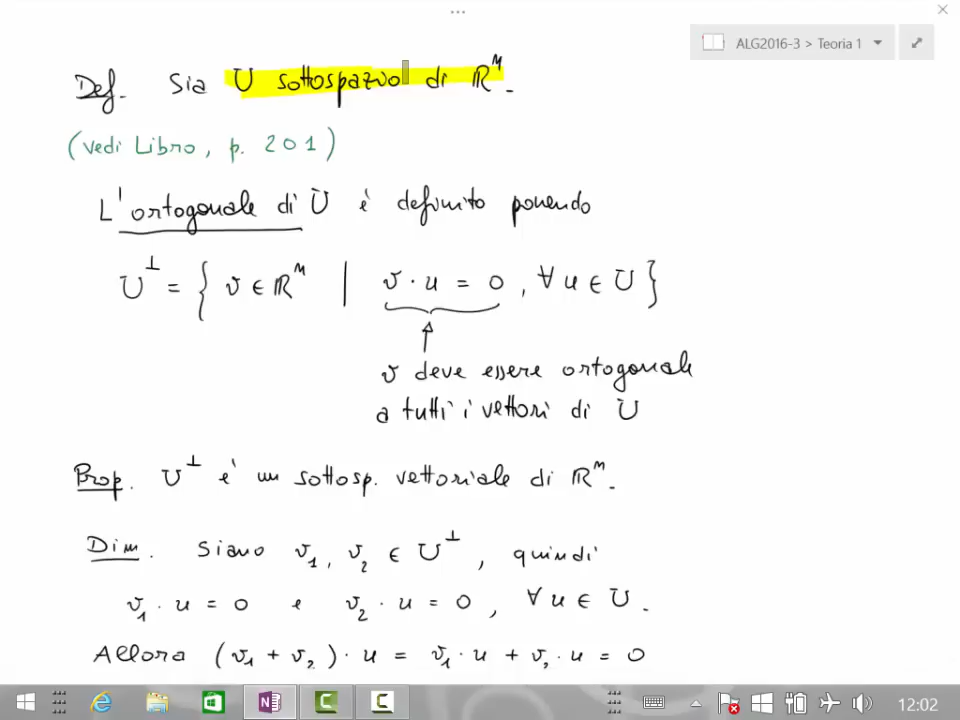 ALG2016-3 > Teoria 1
Def. Sia U sottospazio di ℝⁿ.
(vedi Libro, p. 201)
L'ortogonale di U è definito ponendo
U^⊥ = { v ∈ ℝⁿ | v · u = 0, ∀ u ∈ U }
v deve essere ortogonale
a tutti i vettori di U
Prop. U^⊥ è un sottosp. vettoriale di ℝⁿ.
Dim. Siano v₁, v₂ ∈ U^⊥, quindi
v₁ · u = 0 e v₂ · u = 0, ∀ u ∈ U.
Allora (v₁ + v₂) · u = v₁ · u + v₂ · u = 0
12:02